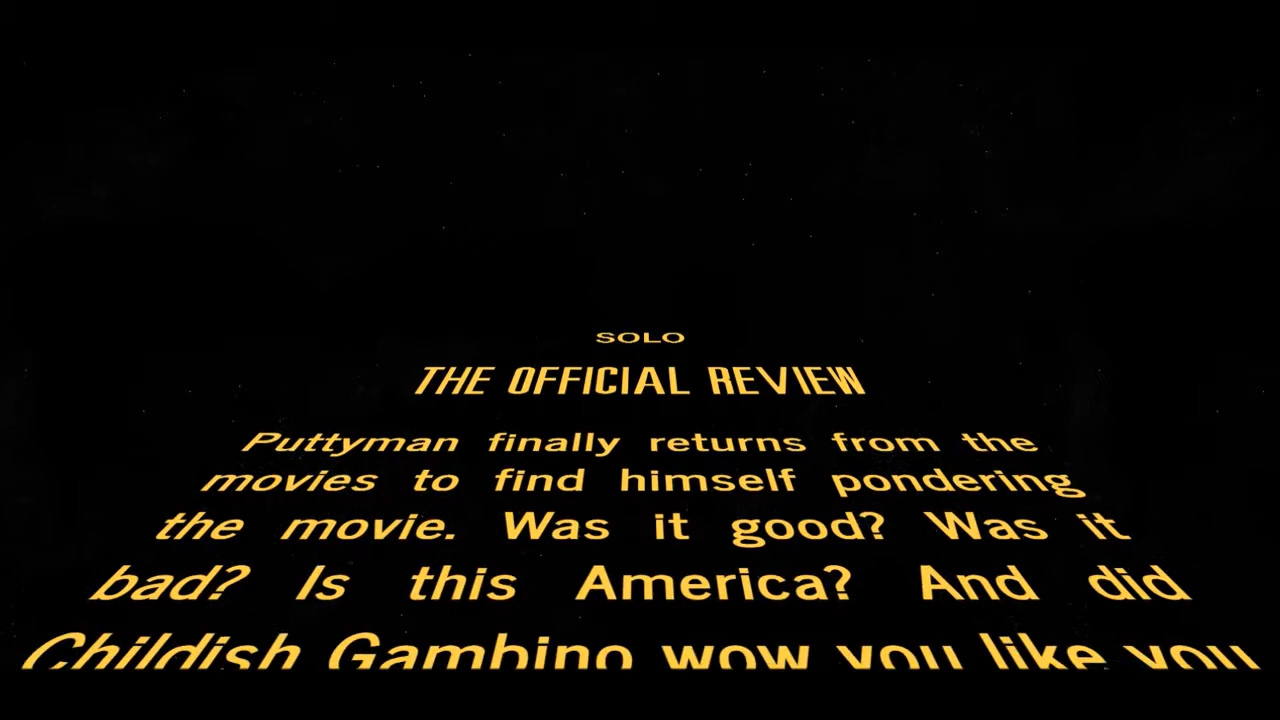 SOLO
THE OFFICIAL REVIEW
Puttyman finally returns from the
movies to find himself pondering
the movie. Was it good? Was it
bad? Is this America? And did
Childish Gambino wow you like you